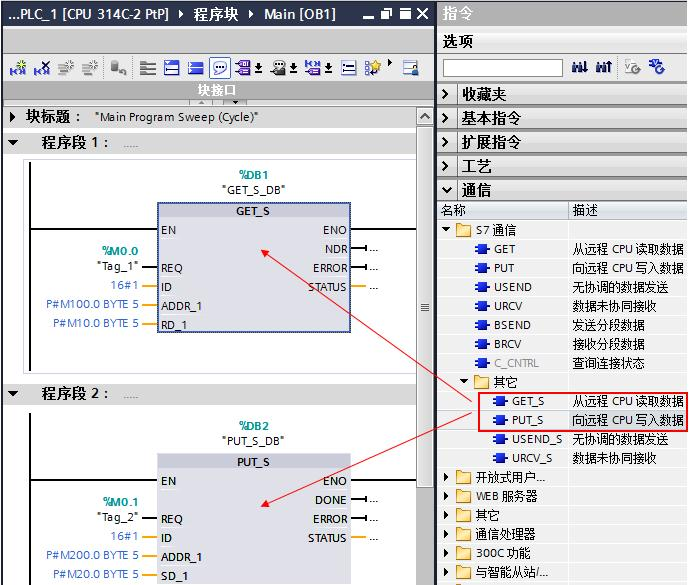 ...PLC_1 [CPU 314C-2 PtP] 程序块 Main [OB1]
块接口
块标题： "Main Program Sweep (Cycle)"
程序段 1： .....
%DB1
"GET_S_DB"
GET_S
EN ENO
NDR ...
%M0.0
"Tag_1" REQ ERROR ...
16#1 ID STATUS ...
P#M100.0 BYTE 5 ADDR_1
P#M10.0 BYTE 5 RD_1
程序段 2： .....
%DB2
"PUT_S_DB"
PUT_S
EN ENO
DONE ...
%M0.1
"Tag_2" REQ ERROR ...
16#1 ID STATUS ...
P#M200.0 BYTE 5 ADDR_1
P#M20.0 BYTE 5 SD_1
指令
选项
收藏夹
基本指令
扩展指令
工艺
通信
名称 描述
S7 通信
GET 从远程 CPU 读取数据
PUT 向远程 CPU 写入数据
USEND 无协调的数据发送
URCV 数据未协同接收
BSEND 发送分段数据
BRCV 接收分段数据
C_CNTRL 查询连接状态
其它
GET_S 从远程 CPU 读取数据
PUT_S 向远程 CPU 写入数据
USEND_S 无协调的数据发送
URCV_S 数据未协同接收
开放式用户...
WEB 服务器
其它
通信处理器
300C 功能
与智能从站/...